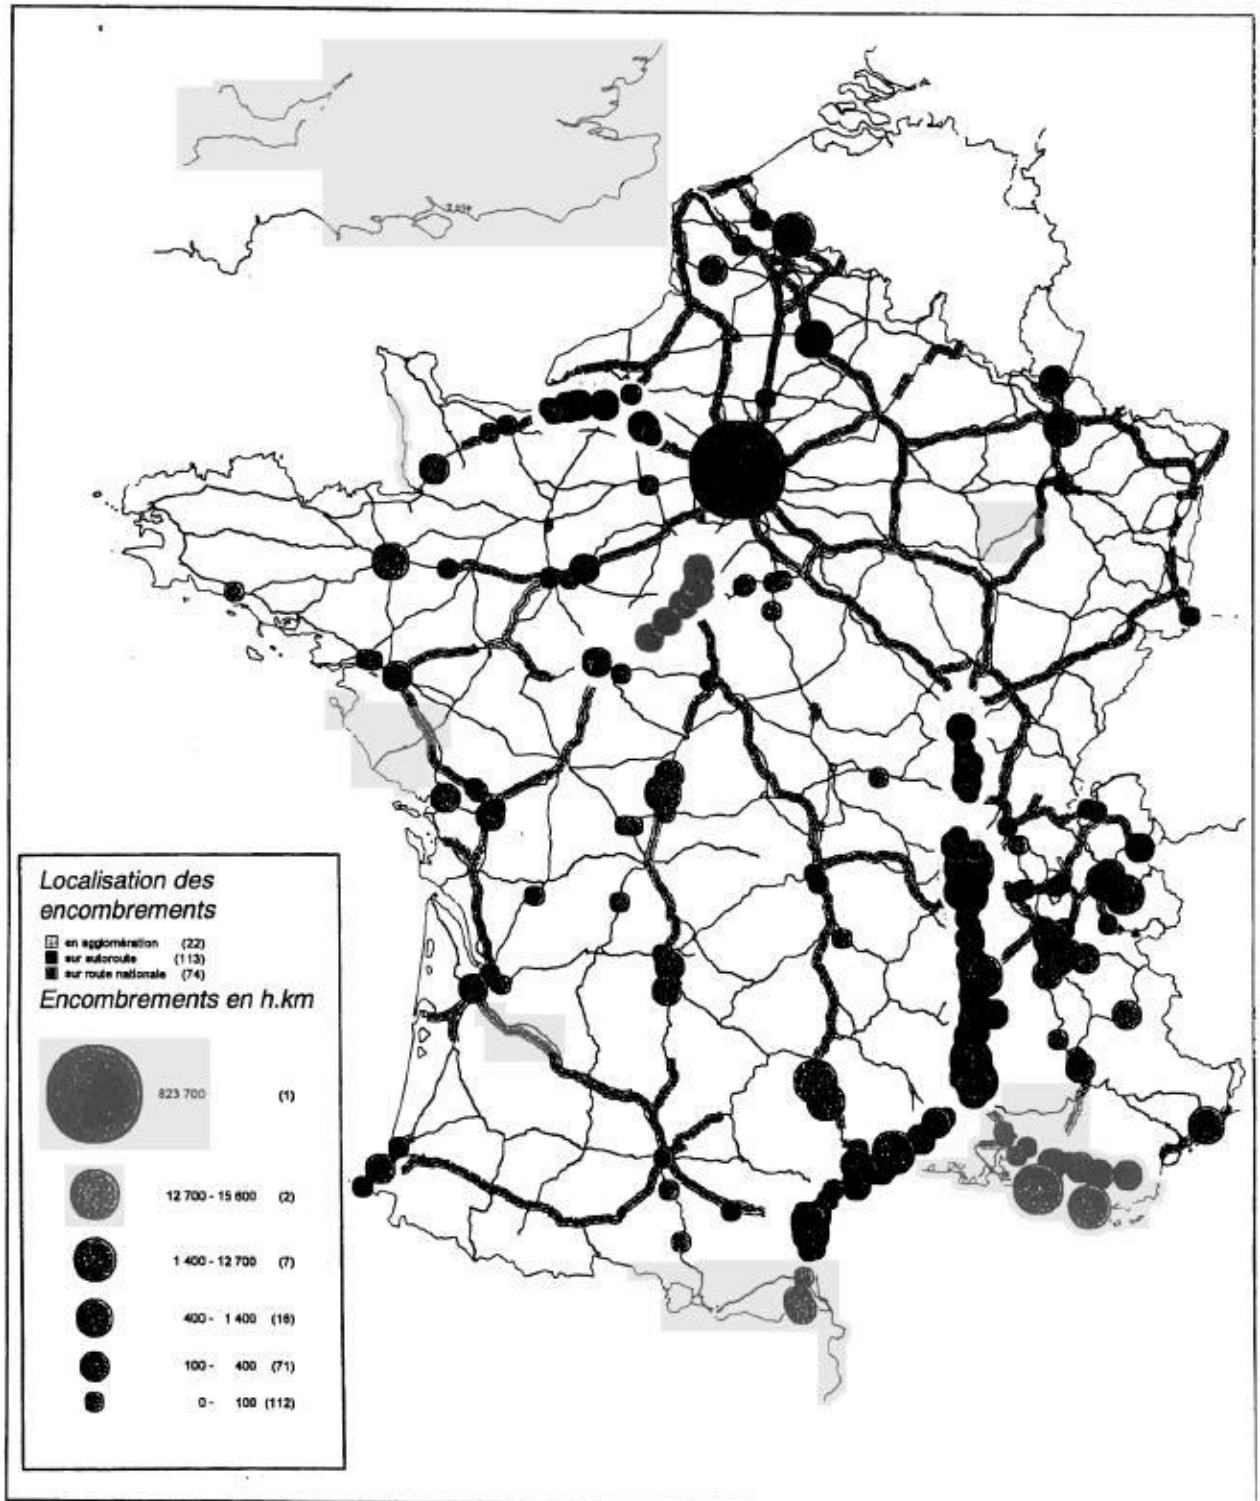 Localisation des
encombrements
en agglomération (22)
sur autoroute (113)
sur route nationale (74)
Encombrements en h.km
823 700 (1)
12 700 - 15 600 (2)
1 400 - 12 700 (7)
400 - 1 400 (16)
100 - 400 (71)
0 - 100 (112)